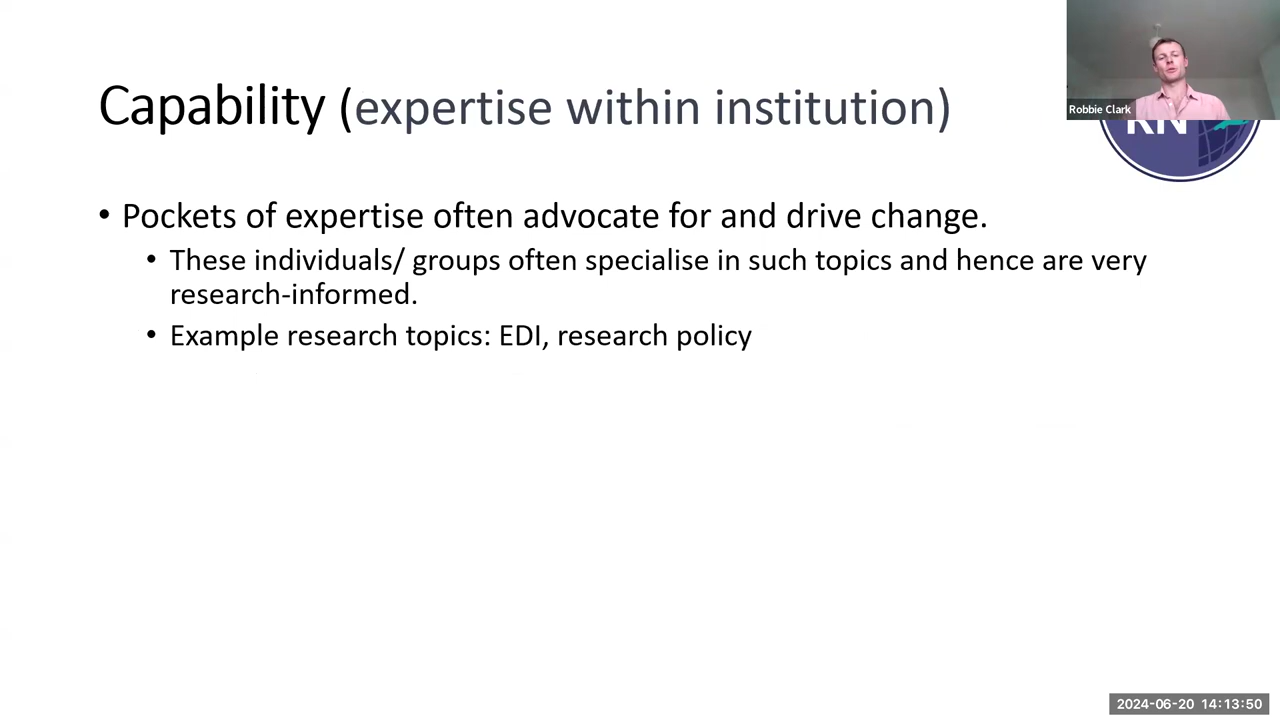 Capability (expertise within institution)
Robbie Clark
RN
• Pockets of expertise often advocate for and drive change.
• These individuals/ groups often specialise in such topics and hence are very
research-informed.
• Example research topics: EDI, research policy
2024-06-20 14:13:50